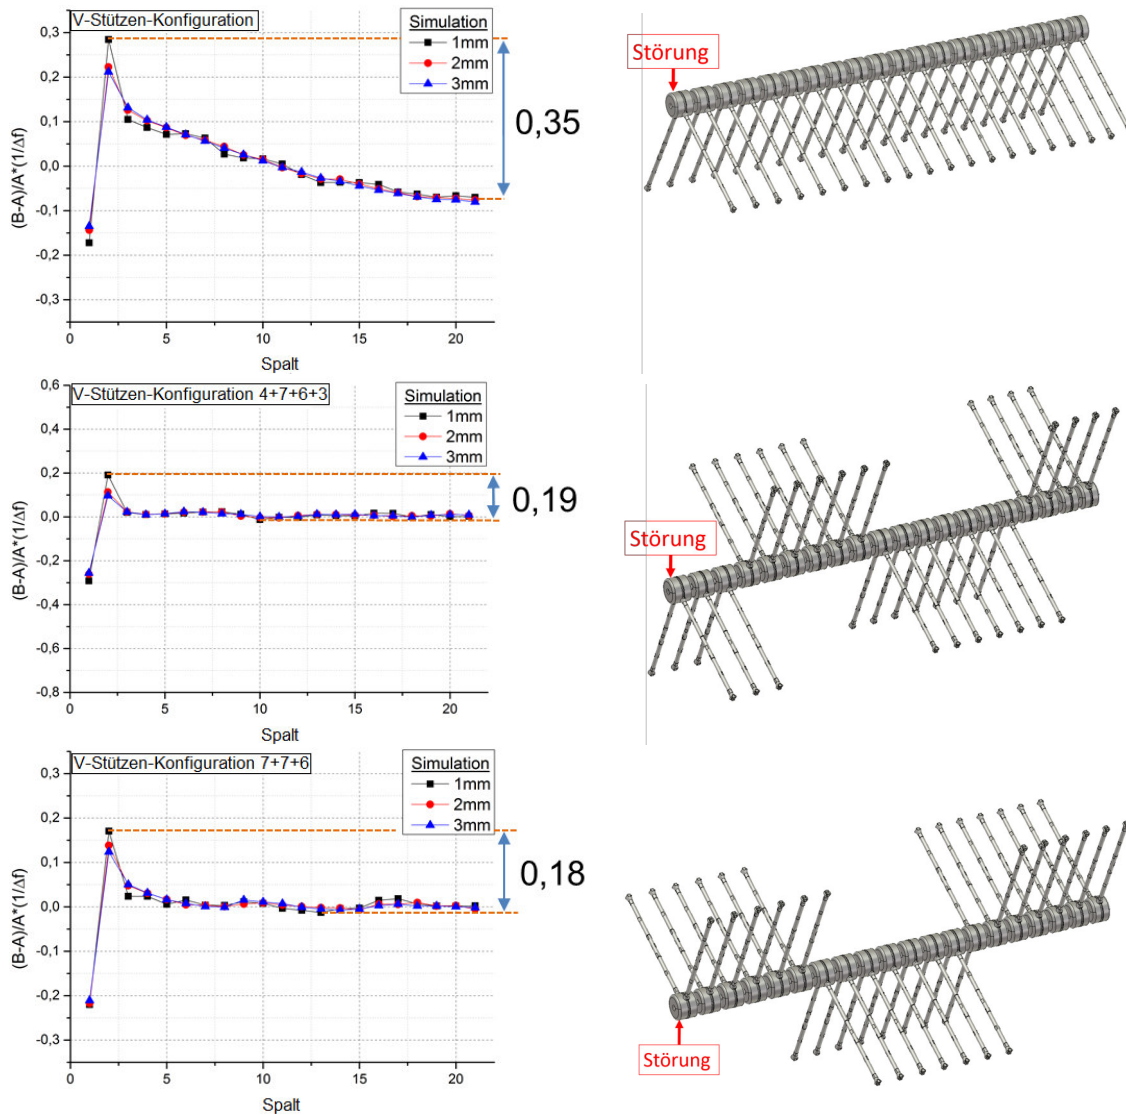 V-Stützen-Konfiguration
Simulation
1mm
2mm
3mm
0,3
0,2
0,1
0,0
-0,1
-0,2
-0,3
(B-A)/A*(1/Δf)
0 5 10 15 20
Spalt
0,35
Störung
V-Stützen-Konfiguration 4+7+6+3
Simulation
1mm
2mm
3mm
0,6
0,4
0,2
0,0
-0,2
-0,4
-0,6
-0,8
(B-A)/A*(1/Δf)
0 5 10 15 20
Spalt
0,19
Störung
V-Stützen-Konfiguration 7+7+6
Simulation
1mm
2mm
3mm
0,3
0,2
0,1
0,0
-0,1
-0,2
-0,3
(B-A)/A*(1/Δf)
0 5 10 15 20
Spalt
0,18
Störung